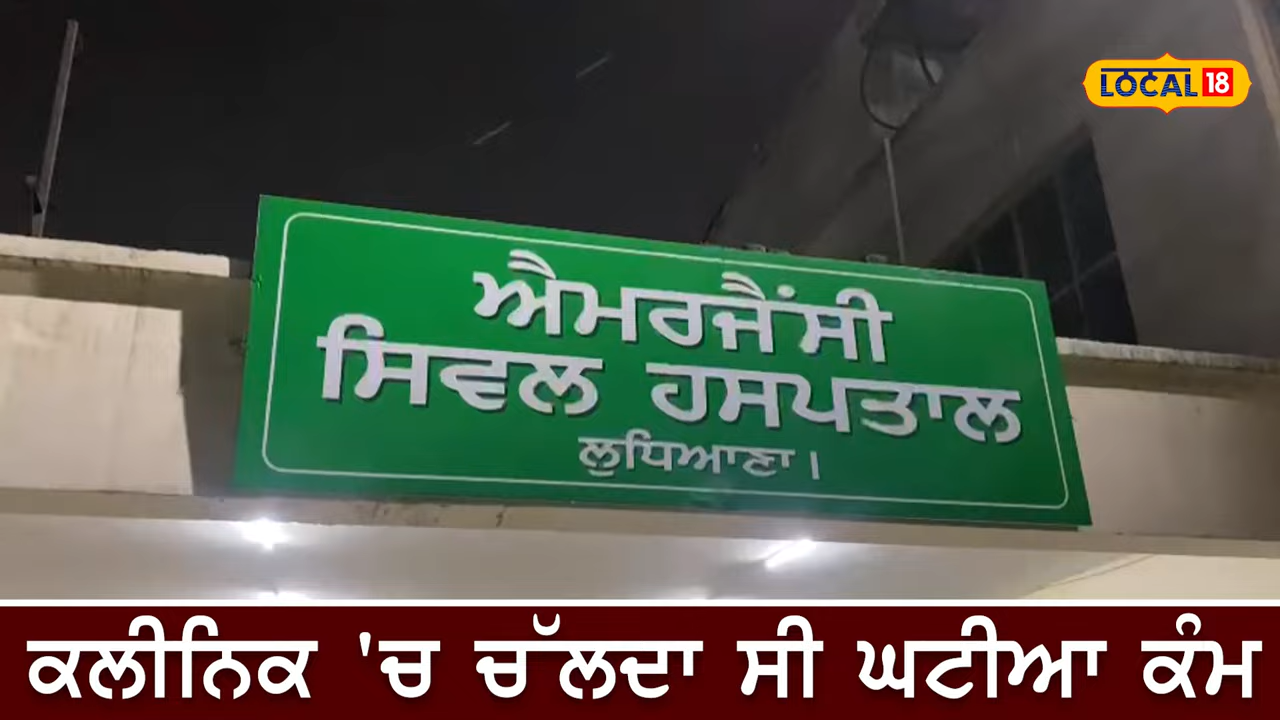 LOCAL 18
ਐਮਰਜੈਂਸੀ
ਸਿਵਲ ਹਸਪਤਾਲ
ਲੁਧਿਆਣਾ।
ਕਲੀਨਿਕ 'ਚ ਚੱਲਦਾ ਸੀ ਘਟੀਆ ਕੰਮ